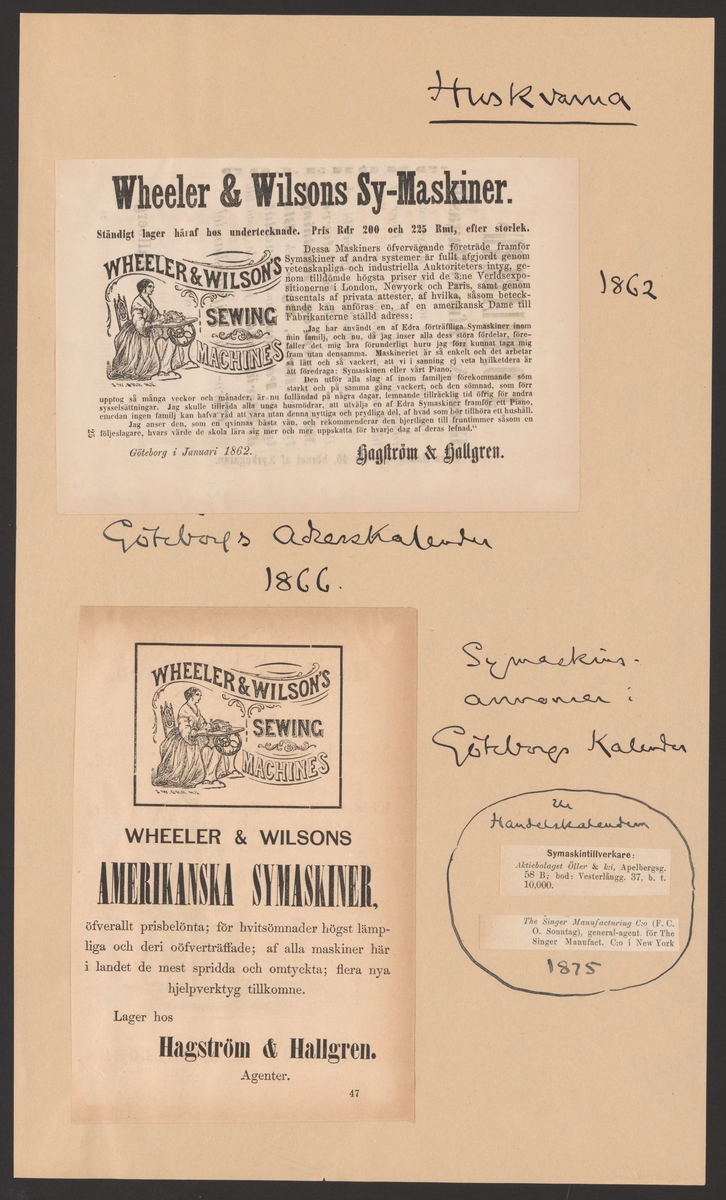 Huskvarna
Wheeler & Wilsons Sy-Maskiner.
Ständigt lager häraf hos undertecknade. Pris Rdr 200 och 225 Rmt, efter storlek.
WHEELER & WILSON'S
SEWING
MACHINES
Dessa Maskiners öfvervägande företräde framför
Symaskiner af andra systemer är fullt afgjordt genom
vetenskapliga och industriella Auktoriteters intyg, ge-
nom tilldömde högsta priser vid de 3:ne Verldsexpo-
sitionerne i London, Newyork och Paris, samt genom
tusentals af privata attester, af hvilka, såsom beteck-
nande kan anföras en, af en amerikansk Dame till
Fabrikanterne ställd adress:
„Jag har användt en af Edra förträffliga Symaskiner inom
min familj, och nu, då jag inser alla dess stora fördelar, före-
faller det mig bra förunderligt huru jag förr kunnat taga mig
fram utan densamma. Maskineriet är så enkelt och det arbetar
så lätt och så vackert, att vi i sanning ej veta hvilketdera är
att föredraga: Symaskinen eller vårt Piano.
Den utför alla slag af inom familjen förekommande söm
starkt och på samma gång vackert, och den sömnad, som förr
upptog så många veckor och månader, är nu fulländad på några dagar, lemnande tillräcklig tid öfrig för andra
sysselsättningar. Jag skulle tillråda alla unga husmödrar, att utvälja en af Edra Symaskiner framför ett Piano,
emedan ingen familj kan hafva råd att vara utan denna nyttiga och prydliga del, af hvad som bör tillhöra ett hushåll.
Jag anser den, som en qvinnas bästa vän, och rekommenderar den hjertligen till fruntimmer såsom en
följeslagare, hvars värde de skola lära sig mer och mer uppskatta för hvarje dag af deras lefnad."
25
Göteborg i Januari 1862.
Hagström & Hallgren.
1862
Göteborgs Adresskalender
1866.
WHEELER & WILSON'S
SEWING
MACHINES
WHEELER & WILSONS
AMERIKANSKA SYMASKINER,
öfverallt prisbelönta; för hvitsömnader högst lämp-
liga och deri oöfverträffade; af alla maskiner här
i landet de mest spridda och omtyckta; flera nya
hjelpverktyg tillkomne.
Lager hos
Hagström & Hallgren.
Agenter.
47
Symaskins-
annonser i
Göteborgs Kalender
ur
Handelskalendern
Symaskintillverkare:
Aktiebolaget Öller & k:i, Apelbergsg.
58 B; bod: Vesterlångg. 37, b. t.
10,000.
The Singer Manufacturing C:o (F. C.
O. Sonntag), general-agent för The
Singer Manufact. C:o i New York
1875